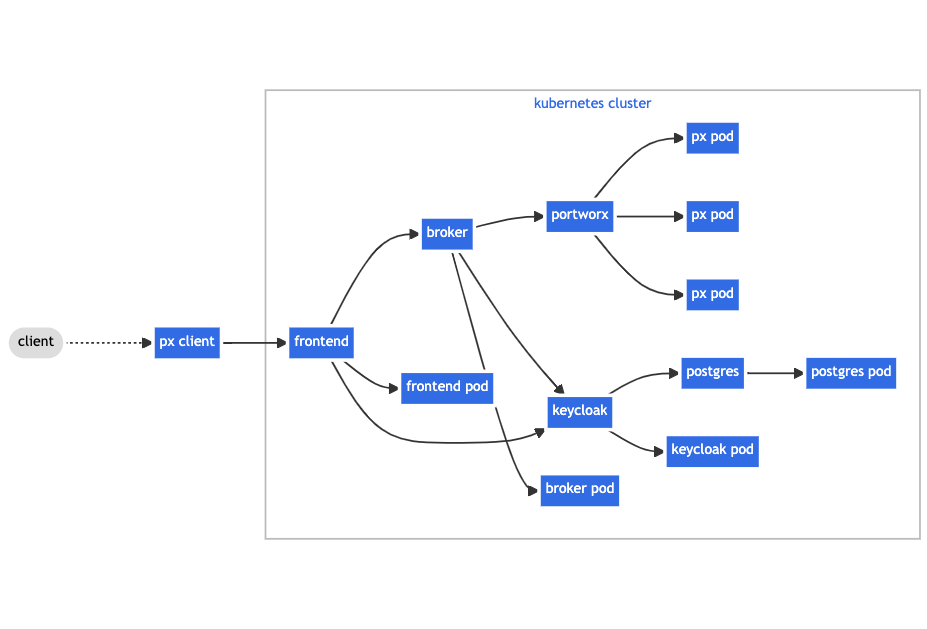 kubernetes cluster
px pod
portworx
px pod
broker
px pod
client
px client
frontend
postgres
postgres pod
frontend pod
keycloak
keycloak pod
broker pod